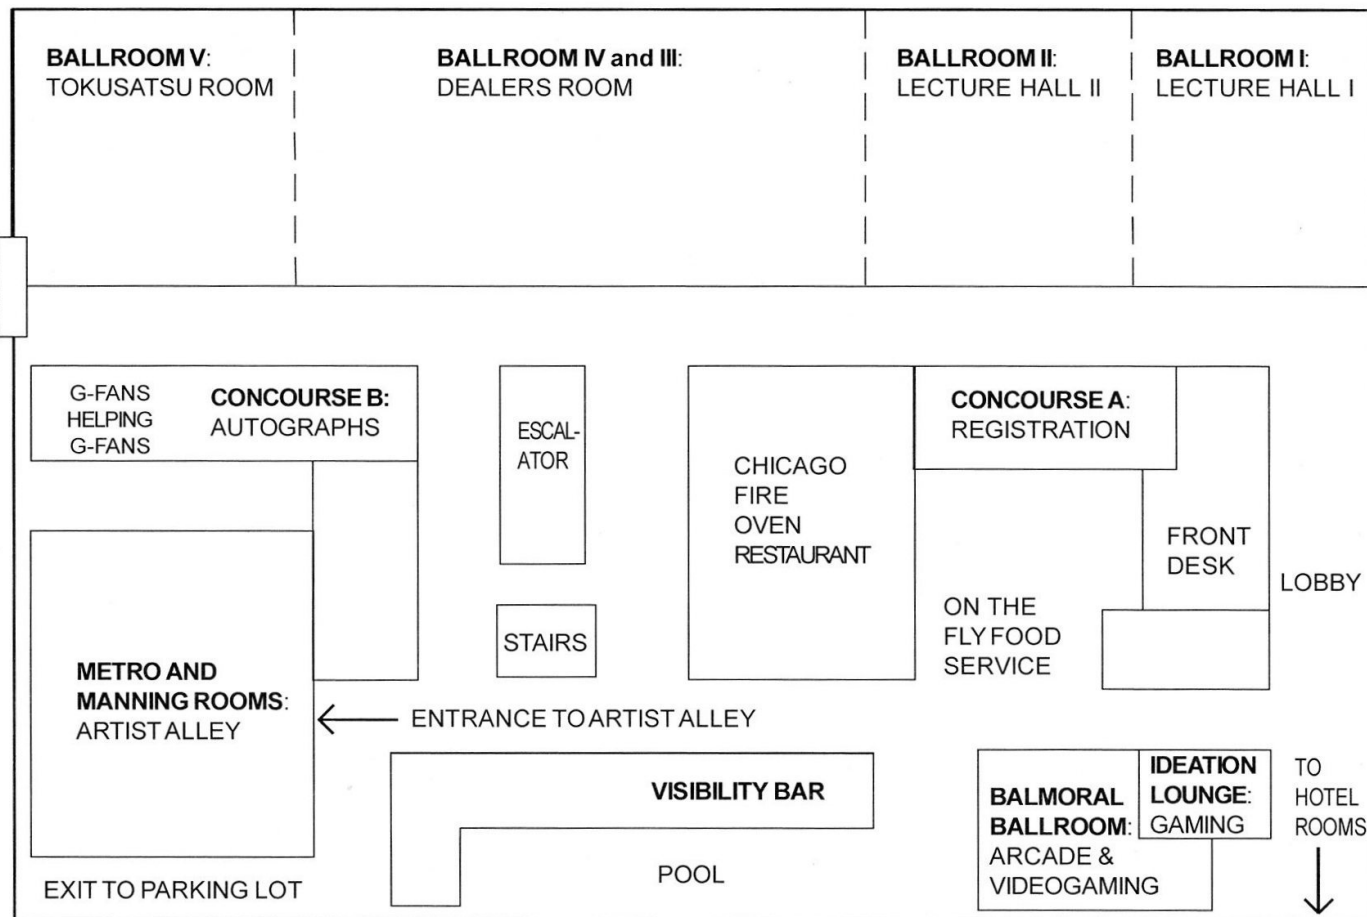 BALLROOM V:
TOKUSATSU ROOM
BALLROOM IV and III:
DEALERS ROOM
BALLROOM II:
LECTURE HALL II
BALLROOM I:
LECTURE HALL I
G-FANS
HELPING
G-FANS
CONCOURSE B:
AUTOGRAPHS
ESCAL-
ATOR
CHICAGO
FIRE
OVEN
RESTAURANT
CONCOURSE A:
REGISTRATION
FRONT
DESK
LOBBY
ON THE
FLY FOOD
SERVICE
STAIRS
METRO AND
MANNING ROOMS:
ARTIST ALLEY
ENTRANCE TO ARTIST ALLEY
VISIBILITY BAR
POOL
BALMORAL
BALLROOM:
ARCADE &
VIDEOGAMING
IDEATION
LOUNGE:
GAMING
TO
HOTEL
ROOMS
EXIT TO PARKING LOT